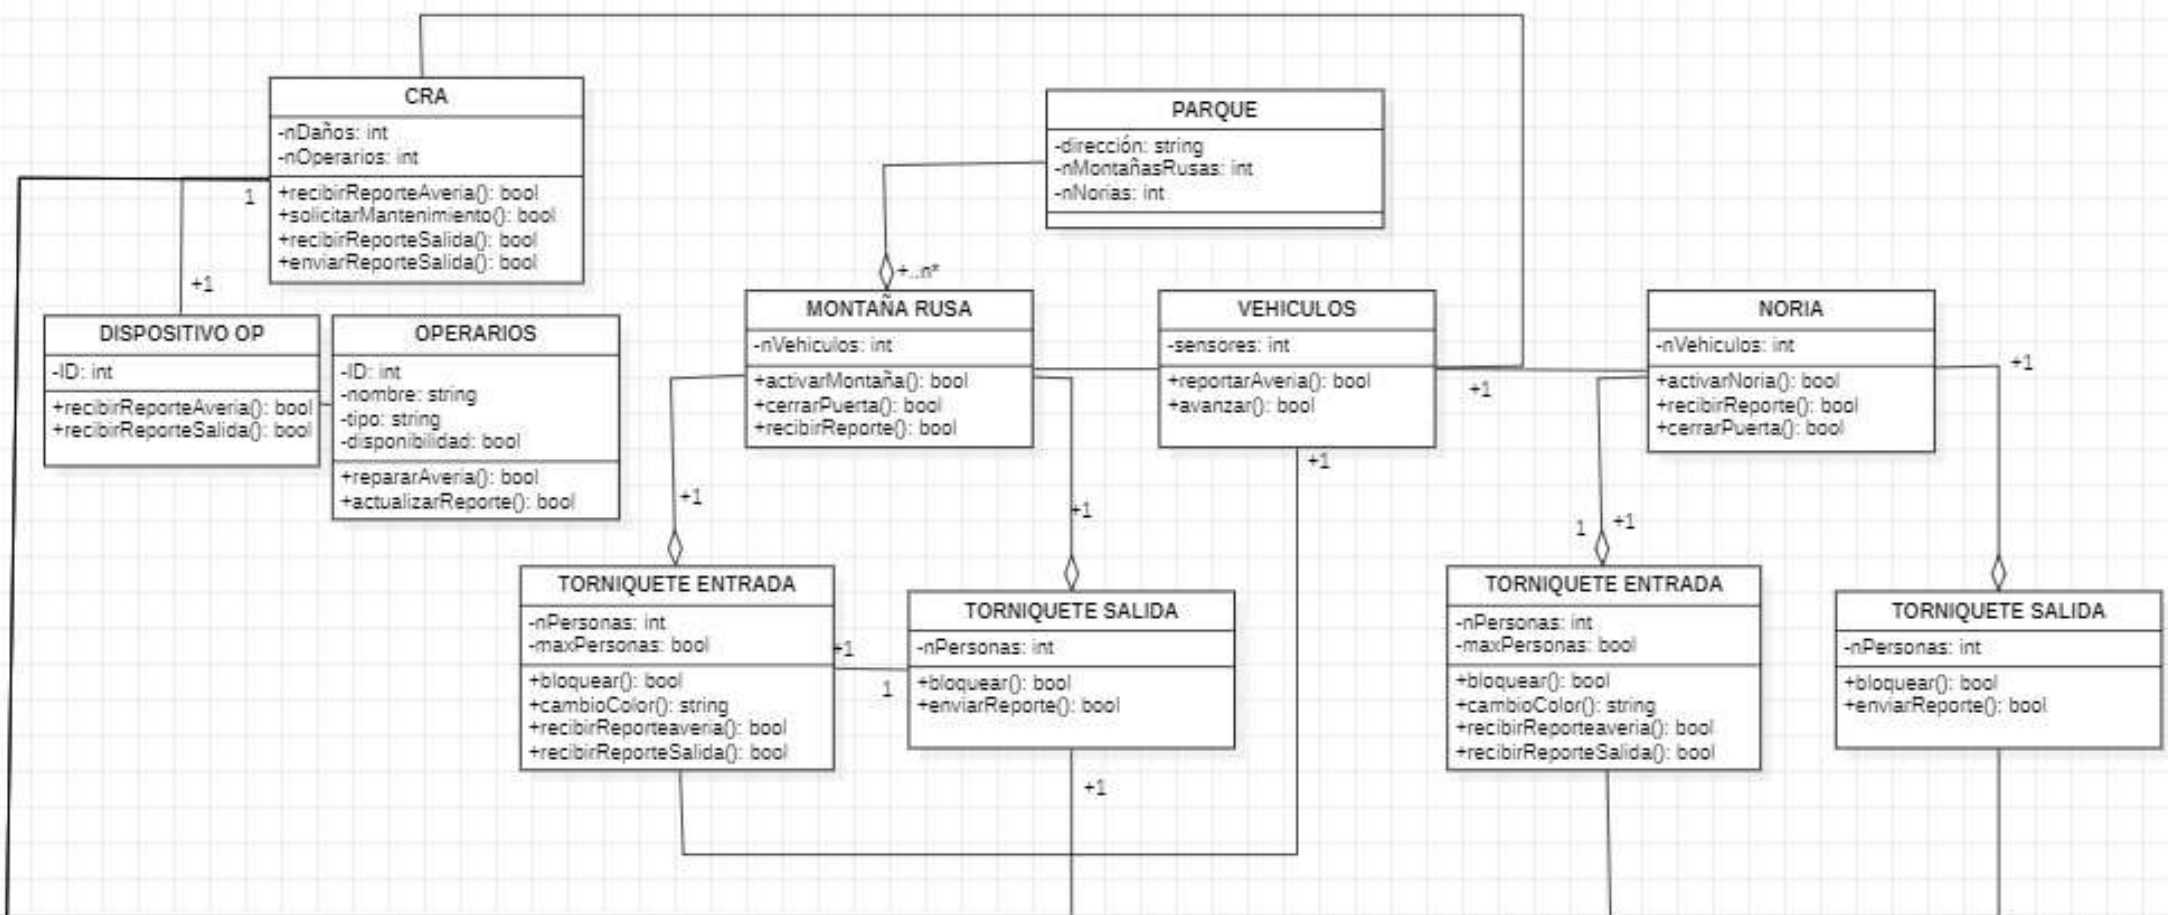 CRA
-nDaños: int
-nOperarios: int
+recibirReporteAveria(): bool
+solicitarMantenimiento(): bool
+recibirReporteSalida(): bool
+enviarReporteSalida(): bool
1
+1
PARQUE
-dirección: string
-nMontañasRusas: int
-nNorias: int
+..n*
DISPOSITIVO OP
-ID: int
+recibirReporteAveria(): bool
+recibirReporteSalida(): bool
OPERARIOS
-ID: int
-nombre: string
-tipo: string
-disponibilidad: bool
+repararAveria(): bool
+actualizarReporte(): bool
MONTAÑA RUSA
-nVehiculos: int
+activarMontaña(): bool
+cerrarPuerta(): bool
+recibirReporte(): bool
VEHICULOS
-sensores: int
+reportarAveria(): bool
+avanzar(): bool
+1
+1
NORIA
-nVehiculos: int
+activarNoria(): bool
+recibirReporte(): bool
+cerrarPuerta(): bool
+1
+1
+1
1
+1
TORNIQUETE ENTRADA
-nPersonas: int
-maxPersonas: bool
+bloquear(): bool
+cambioColor(): string
+recibirReporteaveria(): bool
+recibirReporteSalida(): bool
+1
1
TORNIQUETE SALIDA
-nPersonas: int
+bloquear(): bool
+enviarReporte(): bool
+1
TORNIQUETE ENTRADA
-nPersonas: int
-maxPersonas: bool
+bloquear(): bool
+cambioColor(): string
+recibirReporteaveria(): bool
+recibirReporteSalida(): bool
TORNIQUETE SALIDA
-nPersonas: int
+bloquear(): bool
+enviarReporte(): bool